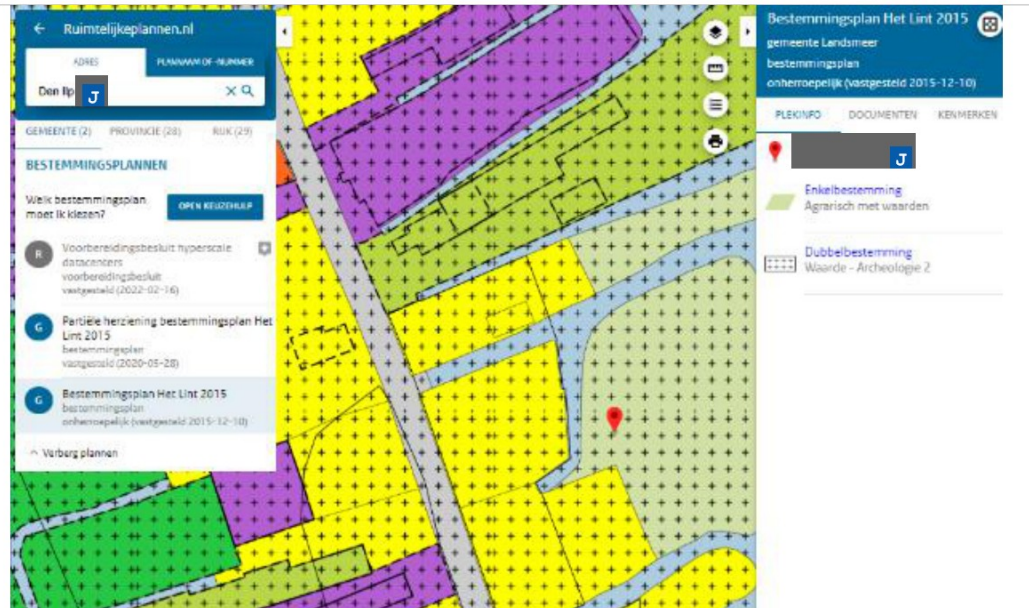 Ruimtelijkeplannen.nl
ADRES
PLANNAAM OF -NUMMER
Den Ilp
J
GEMEENTE (2)
PROVINCIE (28)
RIJK (29)
BESTEMMINGSPLANNEN
Welk bestemmingsplan
moet ik kiezen?
OPEN KEUZEHULP
R
Voorbereidingsbesluit hyperscale
datacenters
voorbereidingsbesluit
vastgesteld (2022-02-16)
G
Partiële herziening bestemmingsplan Het
Lint 2015
bestemmingsplan
vastgesteld (2020-05-28)
G
Bestemmingsplan Het Lint 2015
bestemmingsplan
onherroepelijk (vastgesteld 2015-12-10)
Verberg plannen
Bestemmingsplan Het Lint 2015
gemeente Landsmeer
bestemmingsplan
onherroepelijk (vastgesteld 2015-12-10)
PLEKINFO
DOCUMENTEN
KENMERKEN
J
Enkelbestemming
Agrarisch met waarden
Dubbelbestemming
Waarde - Archeologie 2